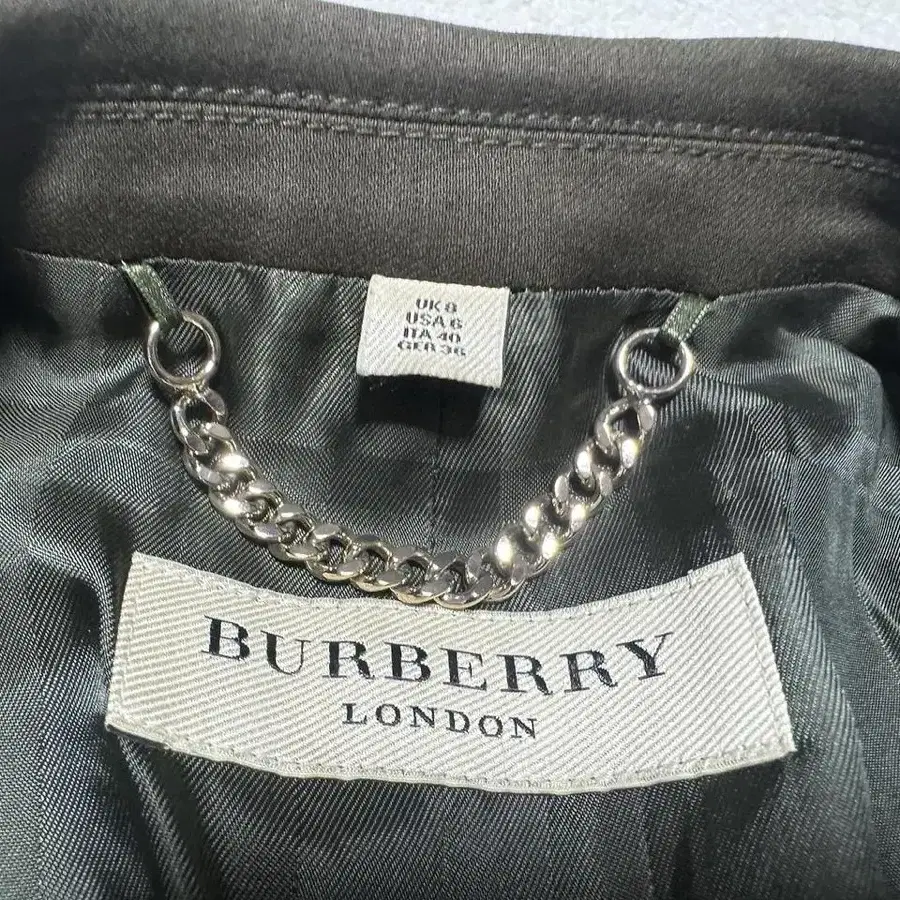 UK 8
USA 6
ITA 40
GER 36
BURBERRY
LONDON